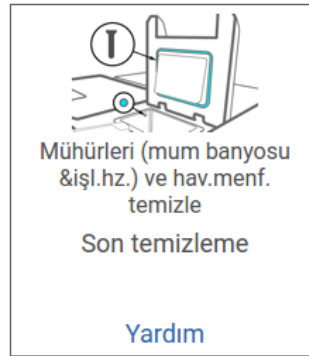 Mühürleri (mum banyosu
&işl.hz.) ve hav.menf.
temizle
Son temizleme
Yardım